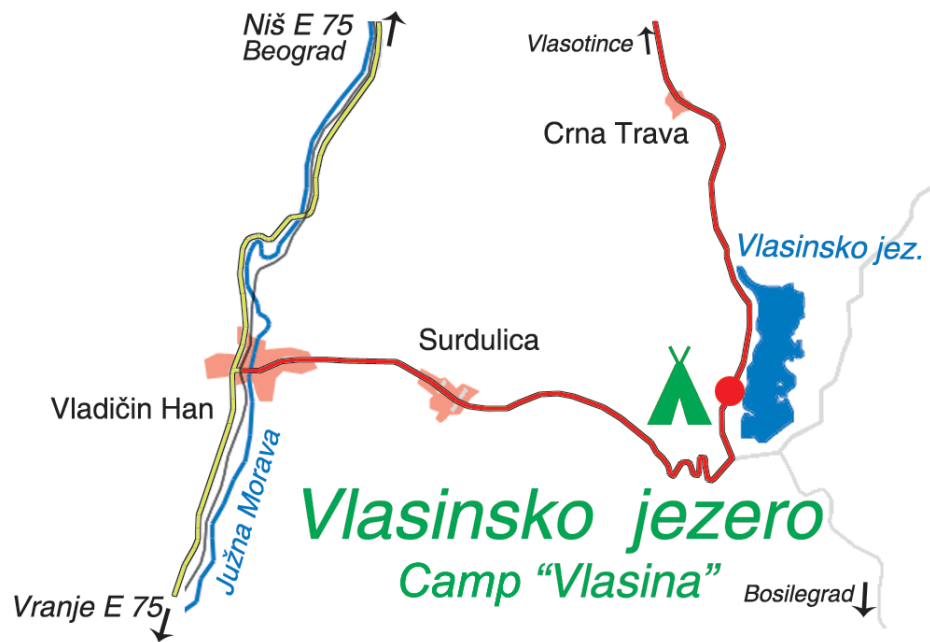 Niš E 75
Beograd
Vlasotince
Crna Trava
Vlasinsko jez.
Surdulica
Vladičin Han
Južna Morava
Vlasinsko jezero
Camp “Vlasina”
Vranje E 75
Bosilegrad